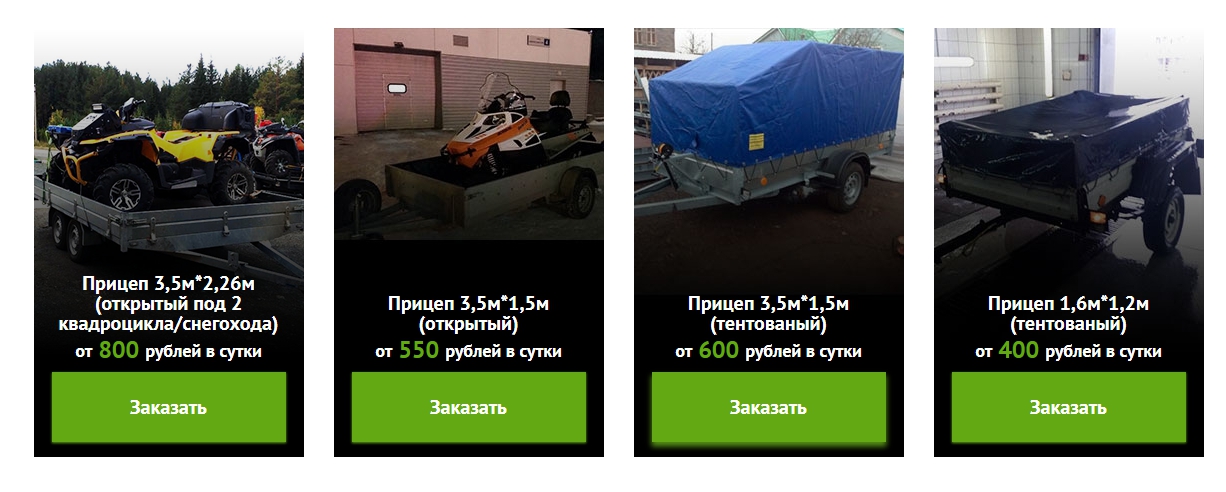 Прицеп 3,5м*2,26м
(открытый под 2
квадроцикла/снегохода)
от 800 рублей в сутки
Заказать
Прицеп 3,5м*1,5м
(открытый)
от 550 рублей в сутки
Заказать
Прицеп 3,5м*1,5м
(тентованый)
от 600 рублей в сутки
Заказать
Прицеп 1,6м*1,2м
(тентованый)
от 400 рублей в сутки
Заказать